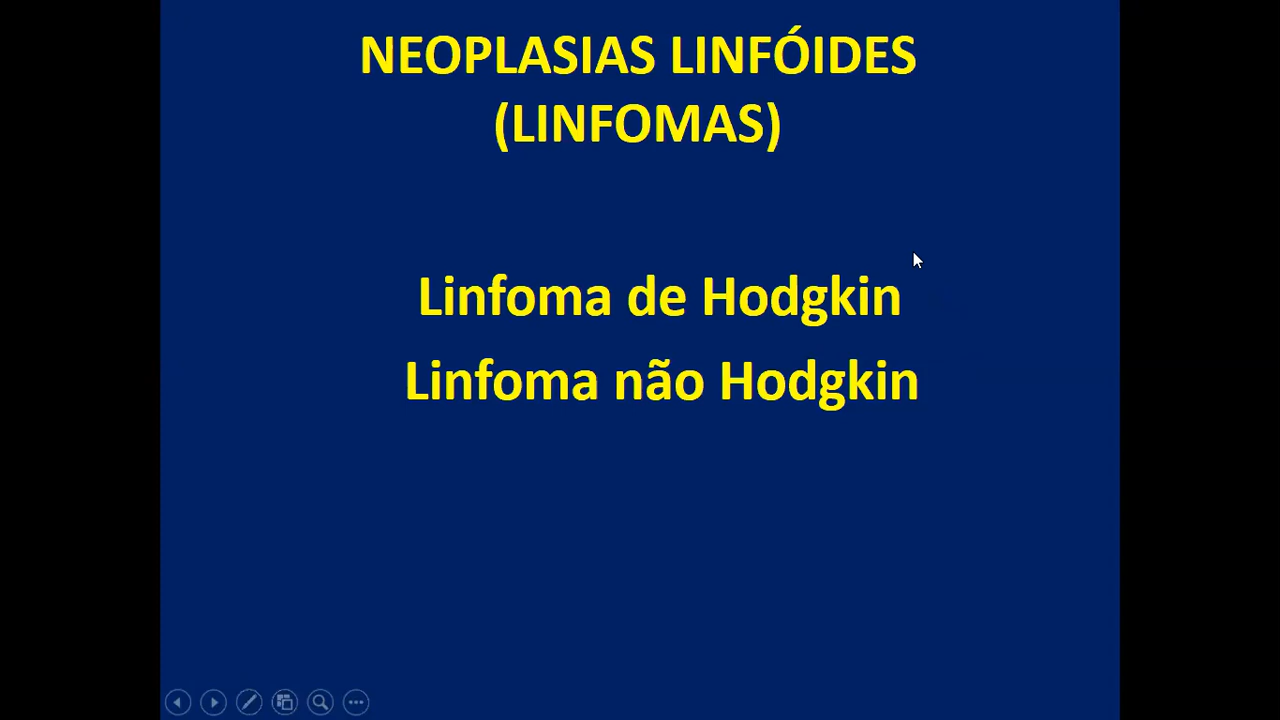 NEOPLASIAS LINFÓIDES
(LINFOMAS)
Linfoma de Hodgkin
Linfoma não Hodgkin